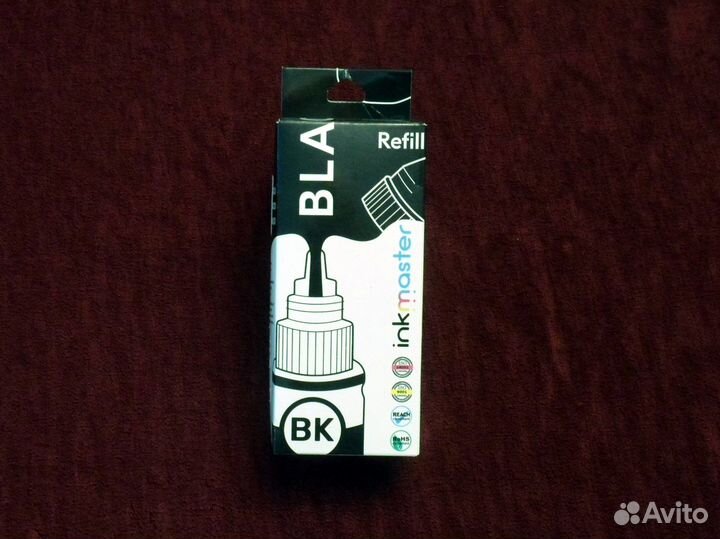 Refill
BLA
inkmaster
REACH
RoHS
BK
Avito